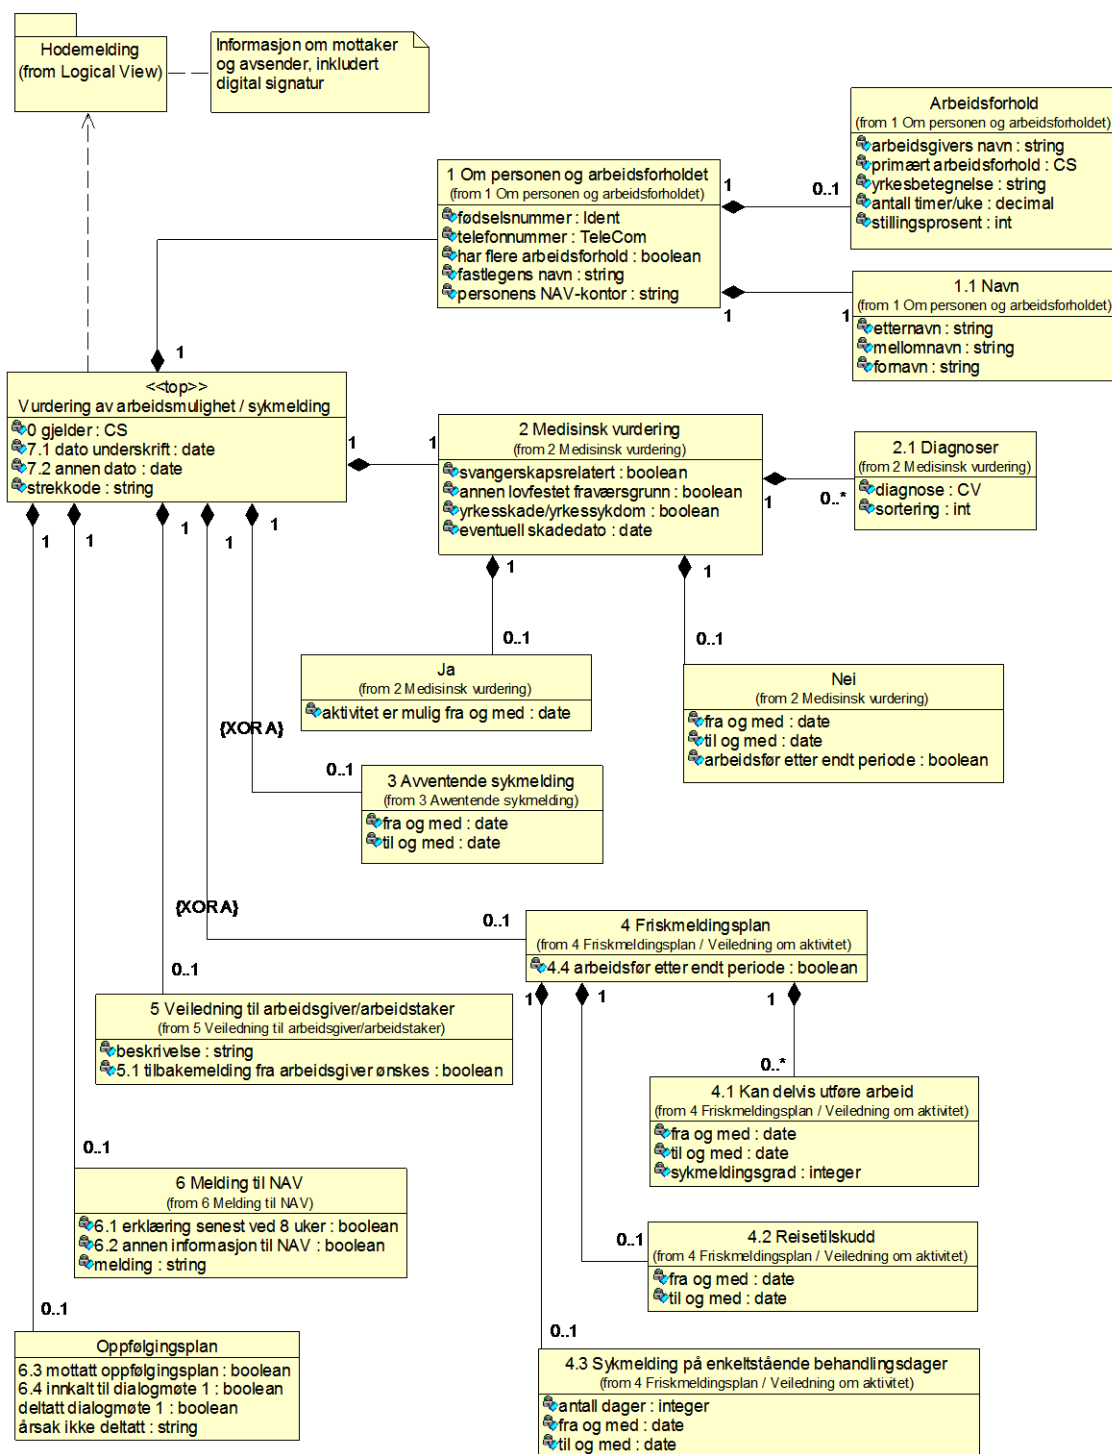 Hodemelding
(from Logical View)
Informasjon om mottaker
og avsender, inkludert
digital signatur
Arbeidsforhold
(from 1 Om personen og arbeidsforholdet)
arbeidsgivers navn : string
primært arbeidsforhold : CS
yrkesbetegnelse : string
antall timer/uke : decimal
stillingsprosent : int
1 Om personen og arbeidsforholdet
(from 1 Om personen og arbeidsforholdet)
fødselsnummer : Ident
telefonnummer : TeleCom
har flere arbeidsforhold : boolean
fastlegens navn : string
personens NAV-kontor : string
1
0..1
1
1
1.1 Navn
(from 1 Om personen og arbeidsforholdet)
etternavn : string
mellomnavn : string
fornavn : string
1
<<top>>
Vurdering av arbeidsmulighet / sykmelding
0 gjelder : CS
7.1 dato underskrift : date
7.2 annen dato : date
strekkode : string
1
1
2 Medisinsk vurdering
(from 2 Medisinsk vurdering)
svangerskapsrelatert : boolean
annen lovfestet fraværsgrunn : boolean
yrkesskade/yrkessykdom : boolean
eventuell skadedato : date
1
0..*
2.1 Diagnoser
(from 2 Medisinsk vurdering)
diagnose : CV
sortering : int
1
1
1
1
1
1
1
0..1
0..1
Ja
(from 2 Medisinsk vurdering)
aktivitet er mulig fra og med : date
Nei
(from 2 Medisinsk vurdering)
fra og med : date
til og med : date
arbeidsfør etter endt periode : boolean
{XOR A}
0..1
3 Avventende sykmelding
(from 3 Awentende sykmelding)
fra og med : date
til og med : date
{XOR A}
0..1
4 Friskmeldingsplan
(from 4 Friskmeldingsplan / Veiledning om aktivitet)
4.4 arbeidsfør etter endt periode : boolean
0..1
5 Veiledning til arbeidsgiver/arbeidstaker
(from 5 Veiledning til arbeidsgiver/arbeidstaker)
beskrivelse : string
5.1 tilbakemelding fra arbeidsgiver ønskes : boolean
1
1
1
0..*
4.1 Kan delvis utføre arbeid
(from 4 Friskmeldingsplan / Veiledning om aktivitet)
fra og med : date
til og med : date
sykmeldingsgrad : integer
0..1
6 Melding til NAV
(from 6 Melding til NAV)
6.1 erklæring senest ved 8 uker : boolean
6.2 annen informasjon til NAV : boolean
melding : string
0..1
4.2 Reisetilskudd
(from 4 Friskmeldingsplan / Veiledning om aktivitet)
fra og med : date
til og med : date
0..1
Oppfølgingsplan
6.3 mottatt oppfølgingsplan : boolean
6.4 innkalt til dialogmøte 1 : boolean
deltatt dialogmøte 1 : boolean
årsak ikke deltatt : string
0..1
4.3 Sykmelding på enkeltstående behandlingsdager
(from 4 Friskmeldingsplan / Veiledning om aktivitet)
antall dager : integer
fra og med : date
til og med : date